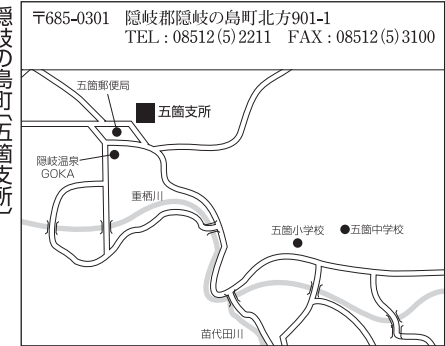 隠岐の島町〔五箇支所〕
〒685-0301 隠岐郡隠岐の島町北方901-1
TEL : 08512(5)2211 FAX : 08512(5)3100
五箇郵便局
五箇支所
隠岐温泉
GOKA
重栖川
五箇小学校
五箇中学校
苗代田川